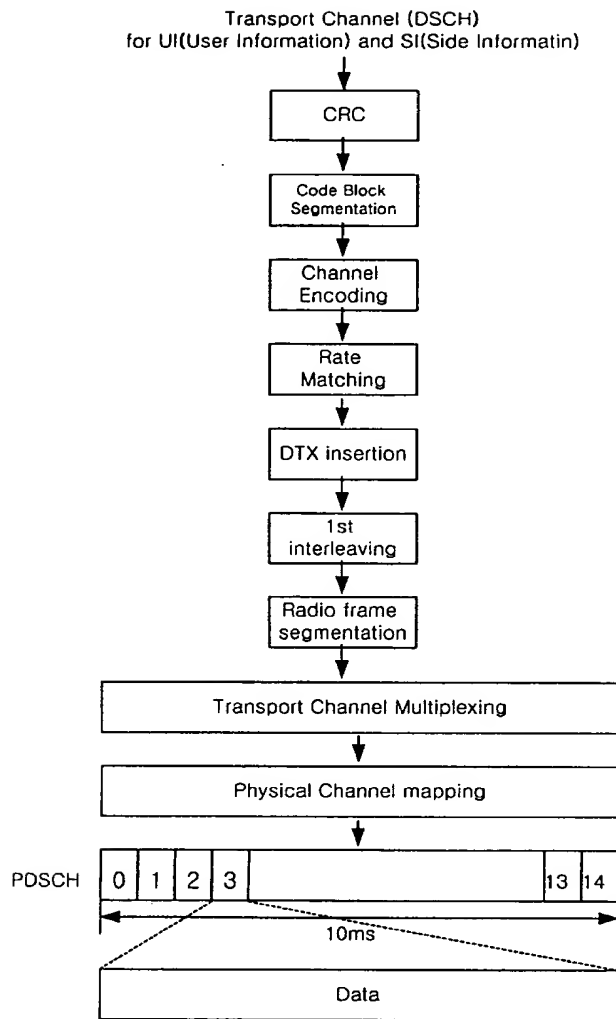 Transport Channel (DSCH)
for UI(User Information) and SI(Side Informatin)
CRC
Code Block
Segmentation
Channel
Encoding
Rate
Matching
DTX insertion
1st
interleaving
Radio frame
segmentation
Transport Channel Multiplexing
Physical Channel mapping
PDSCH 0 1 2 3 13 14
10ms
Data